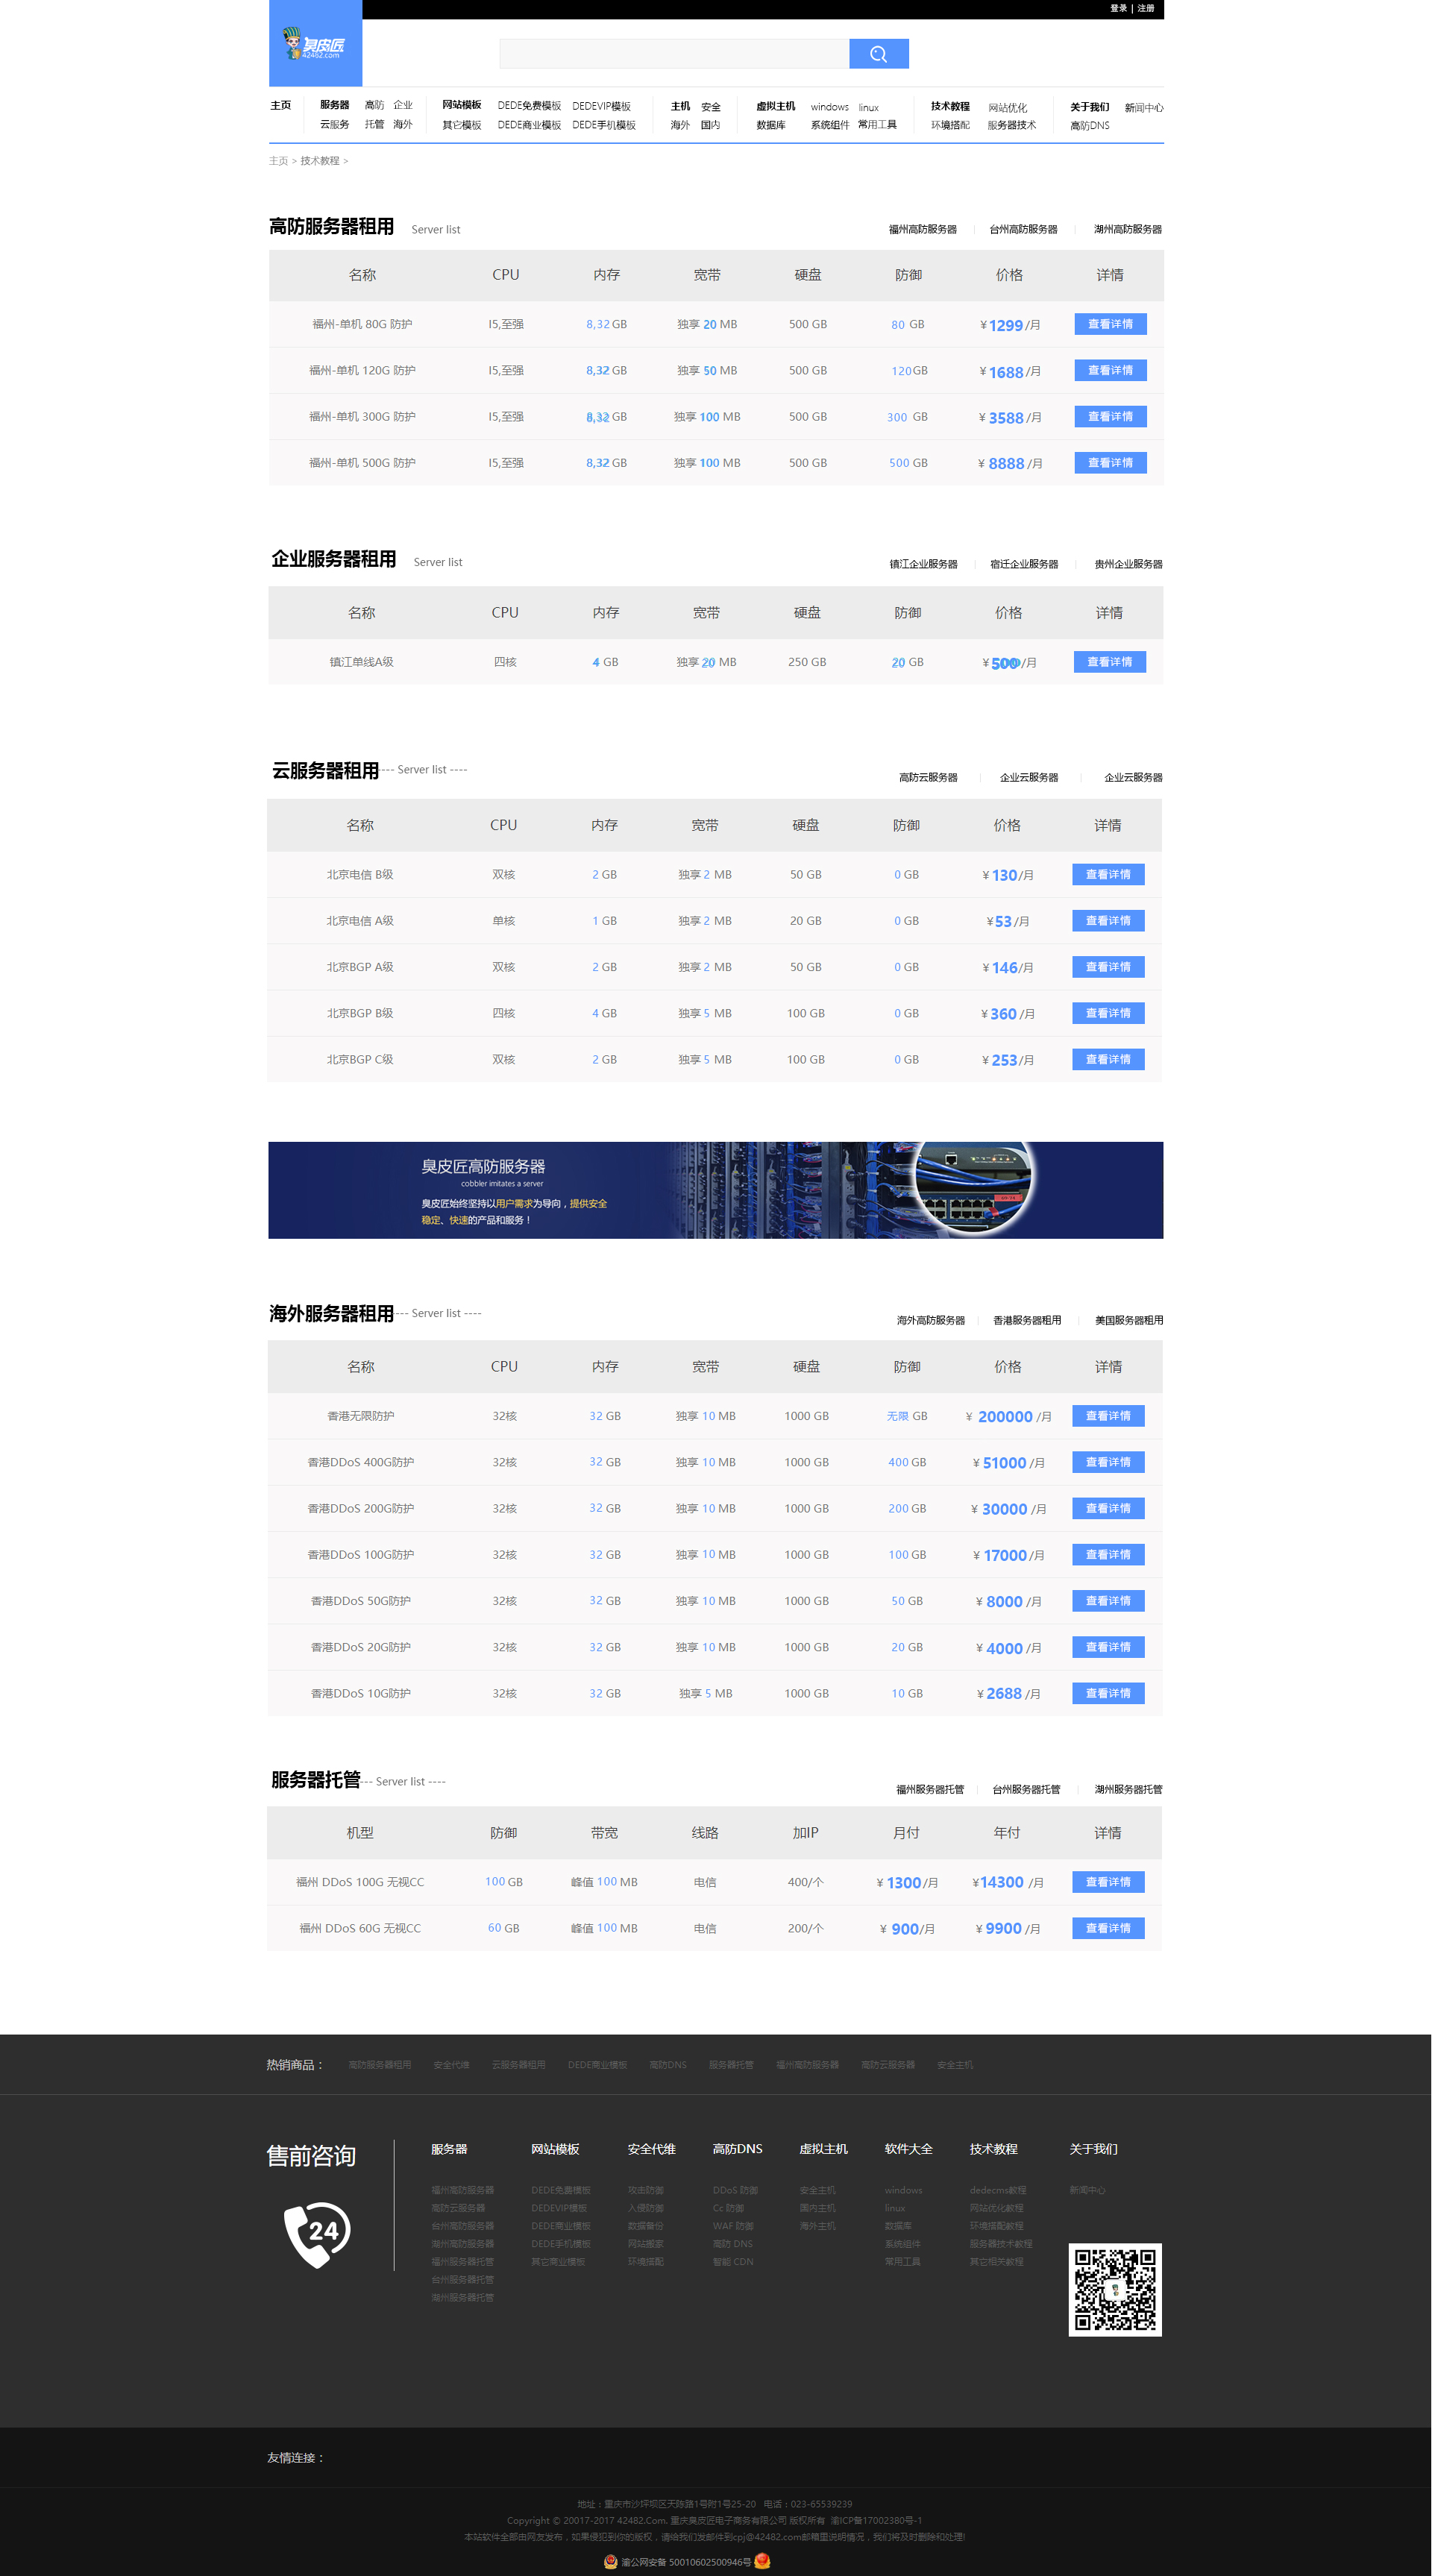 登录 | 注册
臭皮匠
42482.com
主页 服务器 高防 企业 网站模板 DEDE免费模板 DEDEVIP模板 主机 安全 虚拟主机 windows linux 技术教程 网站优化 关于我们 新闻中心
云服务 托管 海外 其它模板 DEDE商业模板 DEDE手机模板 海外 国内 数据库 系统组件 常用工具 环境搭配 服务器技术 高防DNS
主页 > 技术教程 >
高防服务器租用 Server list 福州高防服务器 | 台州高防服务器 | 湖州高防服务器
名称 CPU 内存 宽带 硬盘 防御 价格 详情
福州-单机 80G 防护 I5,至强 8,32 GB 独享 20 MB 500 GB 80 GB ¥1299/月 查看详情
福州-单机 120G 防护 I5,至强 8,32 GB 独享 50 MB 500 GB 120GB ¥1688/月 查看详情
福州-单机 300G 防护 I5,至强 8,32 GB 独享 100 MB 500 GB 300 GB ¥3588/月 查看详情
福州-单机 500G 防护 I5,至强 8,32 GB 独享 100 MB 500 GB 500 GB ¥8888/月 查看详情
企业服务器租用 Server list 镇江企业服务器 | 宿迁企业服务器 | 贵州企业服务器
名称 CPU 内存 宽带 硬盘 防御 价格 详情
镇江单线A级 四核 4 GB 独享 20 MB 250 GB 20 GB ¥500/月 查看详情
云服务器租用---- Server list ---- 高防云服务器 | 企业云服务器 | 企业云服务器
名称 CPU 内存 宽带 硬盘 防御 价格 详情
北京电信 B级 双核 2 GB 独享 2 MB 50 GB 0 GB ¥130/月 查看详情
北京电信 A级 单核 1 GB 独享 2 MB 20 GB 0 GB ¥53/月 查看详情
北京BGP A级 双核 2 GB 独享 2 MB 50 GB 0 GB ¥146/月 查看详情
北京BGP B级 四核 4 GB 独享 5 MB 100 GB 0 GB ¥360/月 查看详情
北京BGP C级 双核 2 GB 独享 5 MB 100 GB 0 GB ¥253/月 查看详情
臭皮匠高防服务器
cobbler imitates a server
臭皮匠始终坚持以用户需求为导向，提供安全
稳定、快速的产品和服务！
海外服务器租用---- Server list ---- 海外高防服务器 | 香港服务器租用 | 美国服务器租用
名称 CPU 内存 宽带 硬盘 防御 价格 详情
香港无限防护 32核 32 GB 独享 10 MB 1000 GB 无限 GB ¥ 200000 /月 查看详情
香港DDoS 400G防护 32核 32 GB 独享 10 MB 1000 GB 400 GB ¥ 51000 /月 查看详情
香港DDoS 200G防护 32核 32 GB 独享 10 MB 1000 GB 200 GB ¥ 30000 /月 查看详情
香港DDoS 100G防护 32核 32 GB 独享 10 MB 1000 GB 100 GB ¥ 17000 /月 查看详情
香港DDoS 50G防护 32核 32 GB 独享 10 MB 1000 GB 50 GB ¥ 8000 /月 查看详情
香港DDoS 20G防护 32核 32 GB 独享 10 MB 1000 GB 20 GB ¥ 4000 /月 查看详情
香港DDoS 10G防护 32核 32 GB 独享 5 MB 1000 GB 10 GB ¥ 2688 /月 查看详情
服务器托管---- Server list ---- 福州服务器托管 | 台州服务器托管 | 湖州服务器托管
机型 防御 带宽 线路 加IP 月付 年付 详情
福州 DDoS 100G 无视CC 100 GB 峰值 100 MB 电信 400/个 ¥ 1300/月 ¥14300 /月 查看详情
福州 DDoS 60G 无视CC 60 GB 峰值 100 MB 电信 200/个 ¥ 900/月 ¥ 9900 /月 查看详情
热销商品： 高防服务器租用 安全代维 云服务器租用 DEDE商业模板 高防DNS 服务器托管 福州高防服务器 高防云服务器 安全主机
售前咨询
24
服务器 网站模板 安全代维 高防DNS 虚拟主机 软件大全 技术教程 关于我们
福州高防服务器 DEDE免费模板 攻击防御 DDoS 防御 安全主机 windows dedecms教程 新闻中心
高防云服务器 DEDEVIP模板 入侵防御 Cc 防御 国内主机 linux 网站优化教程
台州高防服务器 DEDE商业模板 数据备份 WAF 防御 海外主机 数据库 环境搭配教程
湖州高防服务器 DEDE手机模板 网站搬家 高防 DNS 系统组件 服务器技术教程
福州服务器托管 其它商业模板 环境搭配 智能 CDN 常用工具 其它相关教程
台州服务器托管
湖州服务器托管
友情连接：
地址：重庆市沙坪坝区天陈路1号附1号25-20 电话：023-65539239
Copyright © 20017-2017 42482.Com. 重庆臭皮匠电子商务有限公司 版权所有 渝ICP备17002380号-1
本站软件全部由网友发布，如果侵犯到你的版权，请给我们发邮件到cpj@42482.com邮箱里说明情况，我们将及时删除和处理!
渝公网安备 50010602500946号